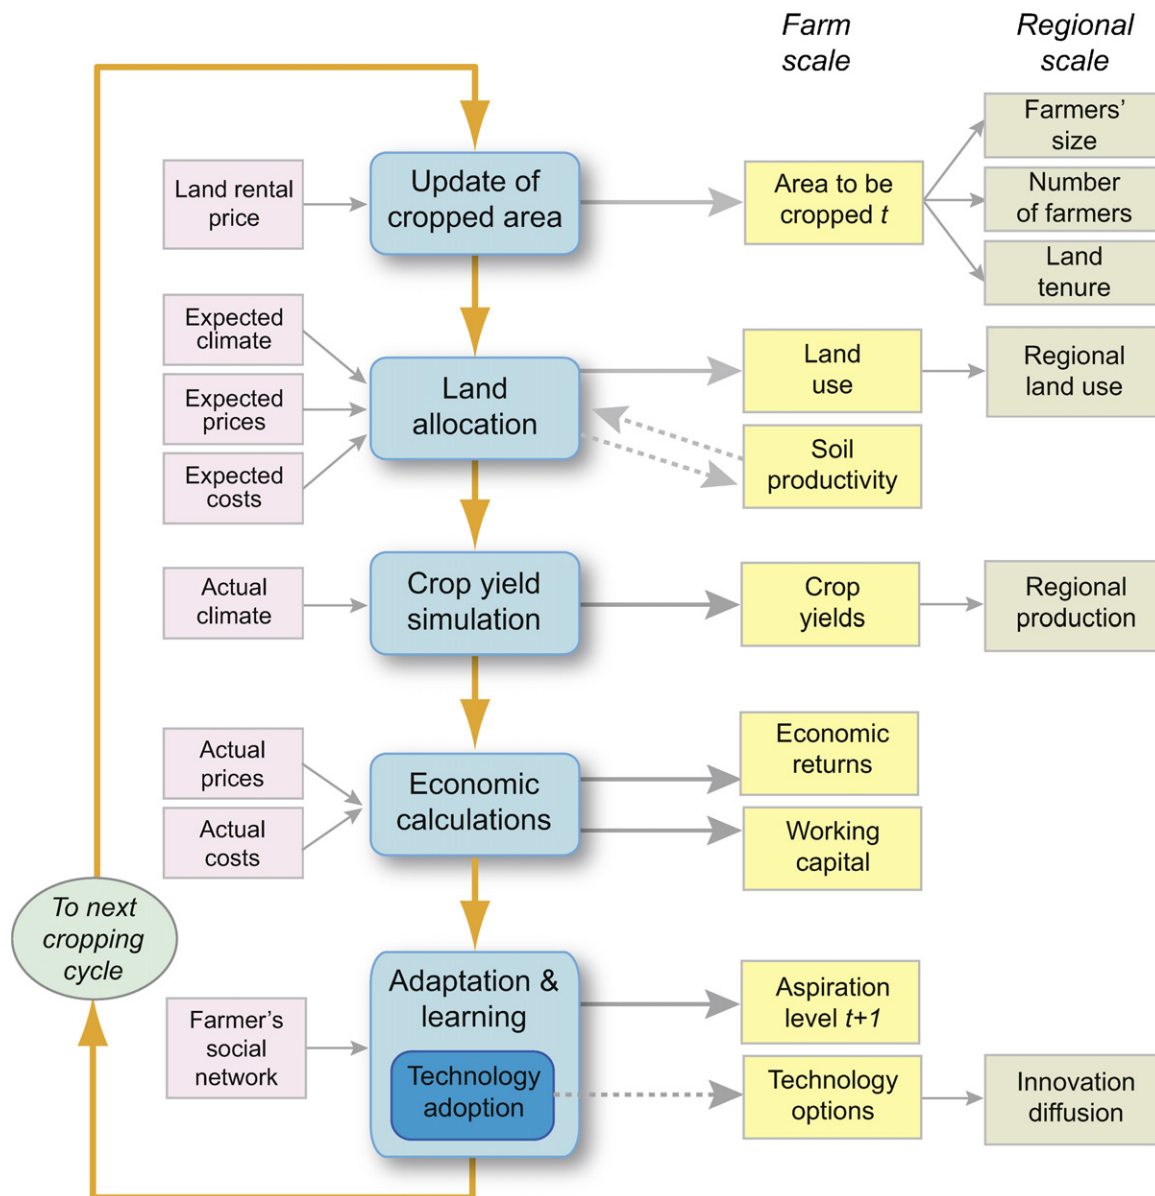 Farm
scale
Regional
scale
Farmers'
size
Land rental
price
Update of
cropped area
Area to be
cropped t
Number
of farmers
Land
tenure
Expected
climate
Expected
prices
Expected
costs
Land
allocation
Land
use
Regional
land use
Soil
productivity
Actual
climate
Crop yield
simulation
Crop
yields
Regional
production
Actual
prices
Actual
costs
Economic
calculations
Economic
returns
Working
capital
To next
cropping
cycle
Farmer's
social
network
Adaptation &
learning
Technology
adoption
Aspiration
level t+1
Technology
options
Innovation
diffusion